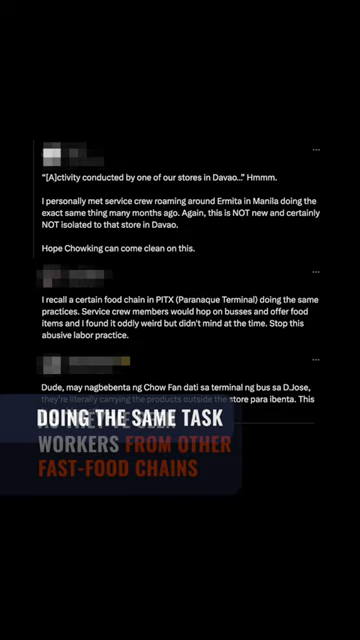 “[A]ctivity conducted by one of our stores in Davao...” Hmmm.
I personally met service crew roaming around Ermita in Manila doing the
exact same thing many months ago. Again, this is NOT new and certainly
NOT isolated to that store in Davao.
Hope Chowking can come clean on this.
I recall a certain food chain in PITX (Paranaque Terminal) doing the same
practices. Service crew members would hop on busses and offer food
items and I found it oddly weird but didn't mind at the time. Stop this
abusive labor practice.
Dude, may nagbebenta ng Chow Fan dati sa terminal ng bus sa D.Jose,
they're literally carrying the products outside the store para ibenta. This
DOING THE SAME TASK
WORKERS FROM OTHER
FAST-FOOD CHAINS